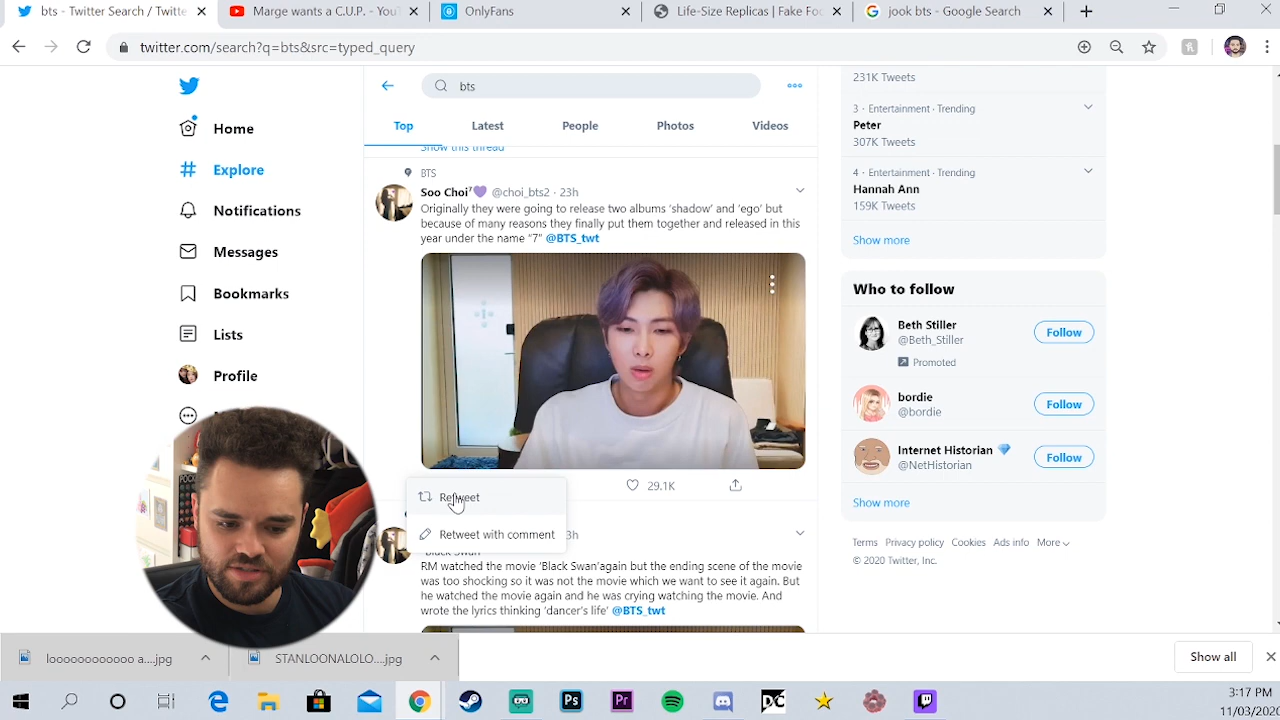 bts - Twitter Search / Twitte
Marge wants a C.U.P. - YouT
OnlyFans
Life-Size Replicas | Fake Foo
jook bts - Google Search
twitter.com/search?q=bts&src=typed_query
bts
Home
Explore
Notifications
Messages
Bookmarks
Lists
Profile
Top
Latest
People
Photos
Videos
Show this thread
BTS
Soo Choi⁷💜 @choi_bts2 · 23h
Originally they were going to release two albums ‘shadow’ and ‘ego’ but
because of many reasons they finally put them together and released in this
year under the name “7” @BTS_twt
29.1K
Retweet
Retweet with comment
3h
RM watched the movie ‘Black Swan’again but the ending scene of the movie
was too shocking so it was not the movie which we want to see it again. But
he watched the movie again and he was crying watching the movie. And
wrote the lyrics thinking ‘dancer’s life’ @BTS_twt
231K Tweets
3 · Entertainment · Trending
Peter
307K Tweets
4 · Entertainment · Trending
Hannah Ann
159K Tweets
Show more
Who to follow
Beth Stiller
@Beth_Stiller
Follow
Promoted
bordie
@bordie
Follow
Internet Historian 💎
@NetHistorian
Follow
Show more
Terms Privacy policy Cookies Ads info More
© 2020 Twitter, Inc.
looooooooooo a...jpg
STANLOONALOLO....jpg
Show all
Ps
Pr
DC
3:17 PM
11/03/2020